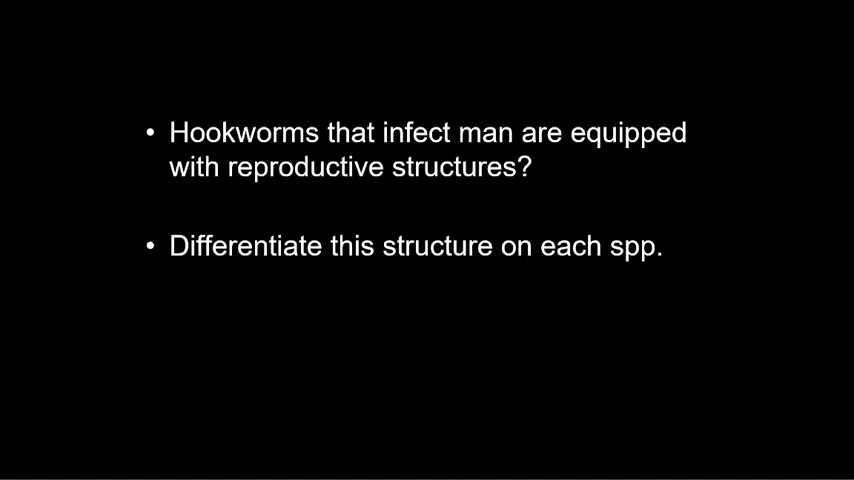 • Hookworms that infect man are equipped
with reproductive structures?
• Differentiate this structure on each spp.